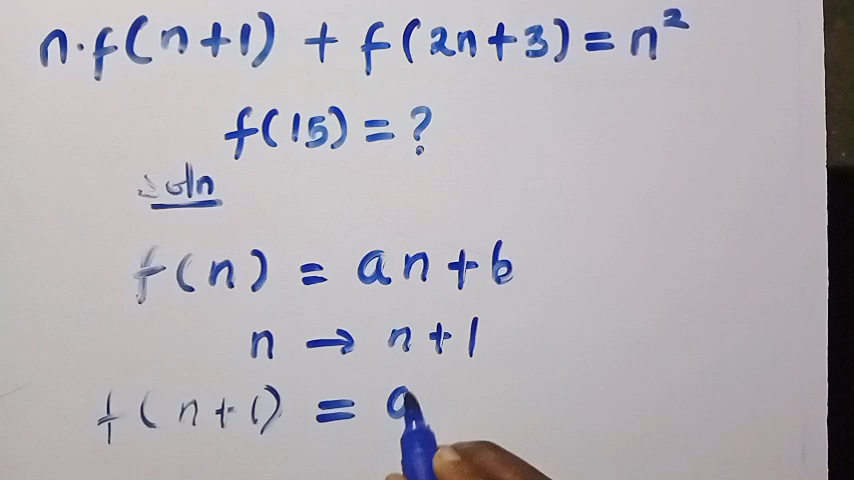 n·f(n+1) + f(2n+3) = n²
f(15) = ?
Soln
f(n) = an+b
n → n+1
f(n+1) = a